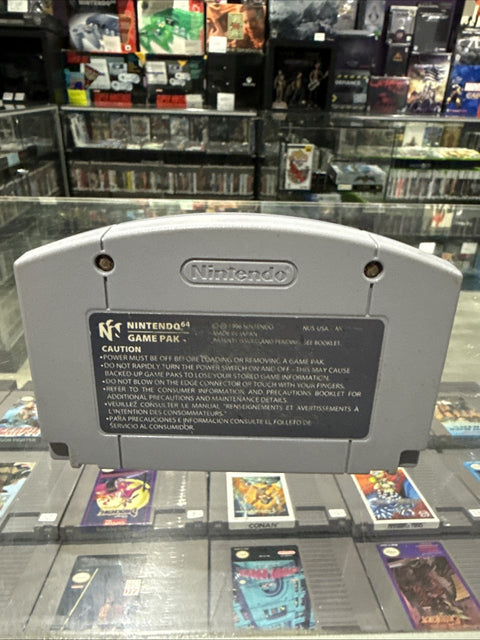 Nintendo
NINTENDO64
GAME PAK
© 1996 NINTENDO
MADE IN JAPAN
NUS USA
SEE BOOKLET
CAUTION
•POWER MUST BE OFF BEFORE LOADING OR REMOVING A GAME PAK.
•DO NOT RAPIDLY TURN THE POWER SWITCH ON AND OFF - THIS MAY CAUSE
BACKED-UP GAME PAKS TO LOSE YOUR STORED GAME INFORMATION.
•DO NOT BLOW ON THE EDGE CONNECTOR OR TOUCH WITH YOUR FINGERS.
•REFER TO THE CONSUMER INFORMATION AND PRECAUTIONS BOOKLET FOR
ADDITIONAL PRECAUTIONS AND MAINTENANCE DETAILS.
•VEUILLEZ CONSULTER LE MANUAL "RENSEIGNEMENTS ET AVERTISSEMENTS À
L'INTENTION DES CONSOMMATEURS."
•PARA PRECAUCIONES E INFORMACIÓN CONSULTE EL FOLLETO DE
SERVICIO AL CONSUMIDOR.
CONAN